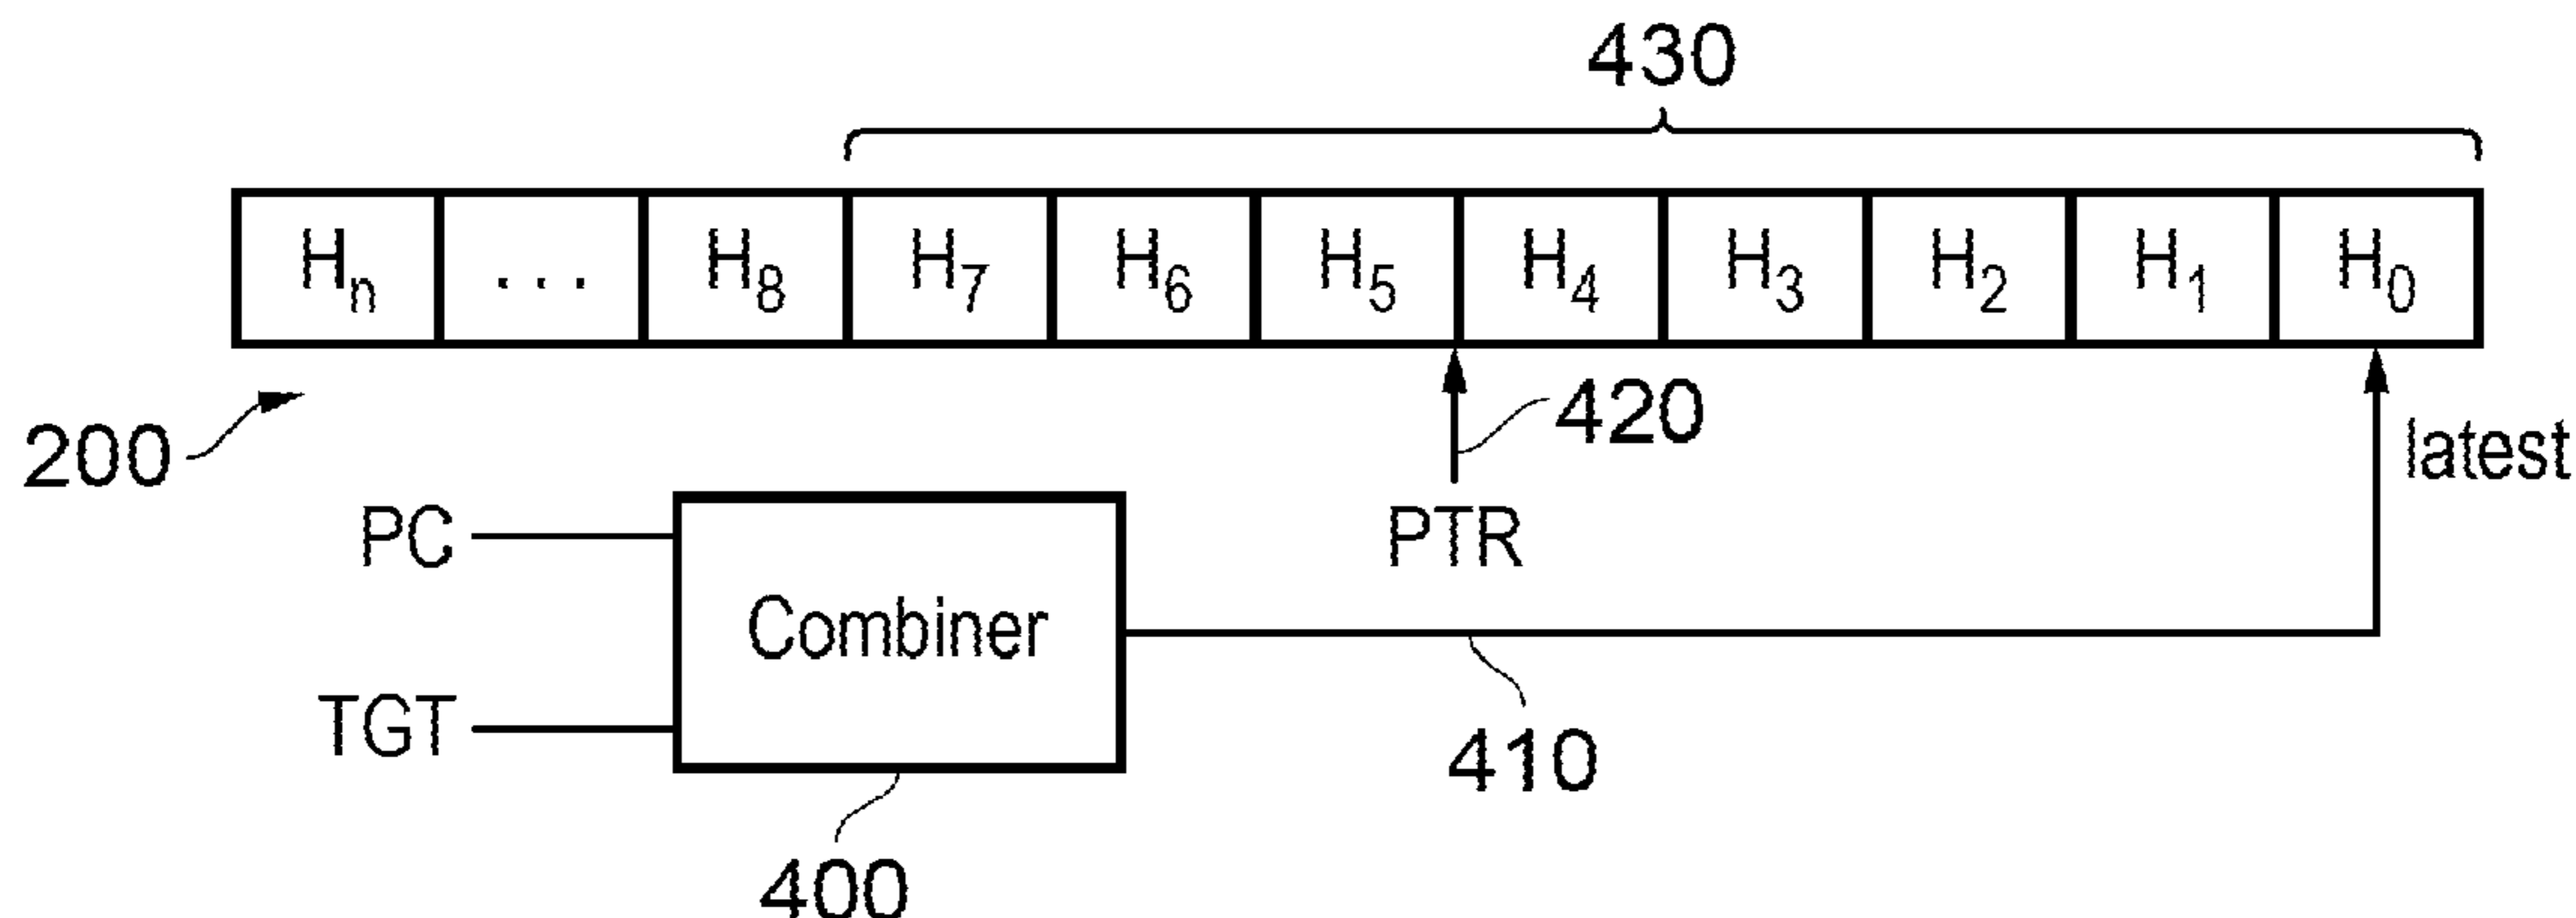 430
Hn ... H8 H7 H6 H5 H4 H3 H2 H1 H0
200
420
latest
PC
PTR
Combiner
TGT
410
400